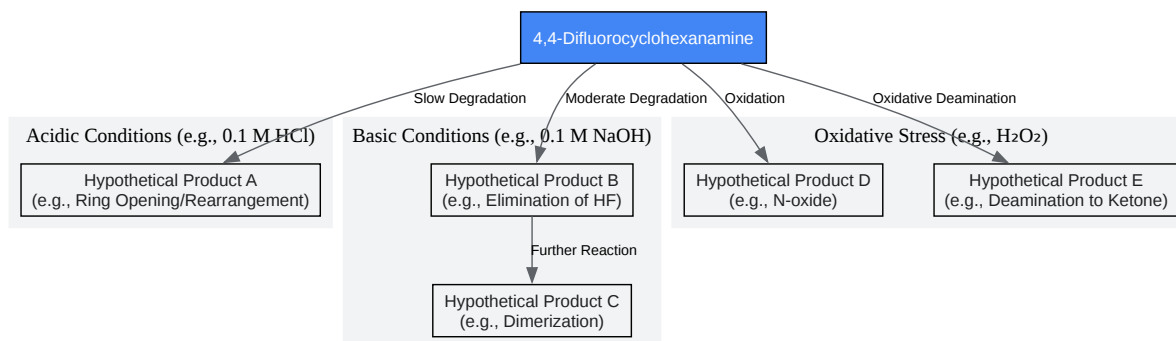 4,4-Difluorocyclohexanamine
Slow Degradation
Moderate Degradation
Oxidation
Oxidative Deamination
Acidic Conditions (e.g., 0.1 M HCl)
Basic Conditions (e.g., 0.1 M NaOH)
Oxidative Stress (e.g., H₂O₂)
Hypothetical Product A
(e.g., Ring Opening/Rearrangement)
Hypothetical Product B
(e.g., Elimination of HF)
Hypothetical Product D
(e.g., N-oxide)
Hypothetical Product E
(e.g., Deamination to Ketone)
Further Reaction
Hypothetical Product C
(e.g., Dimerization)